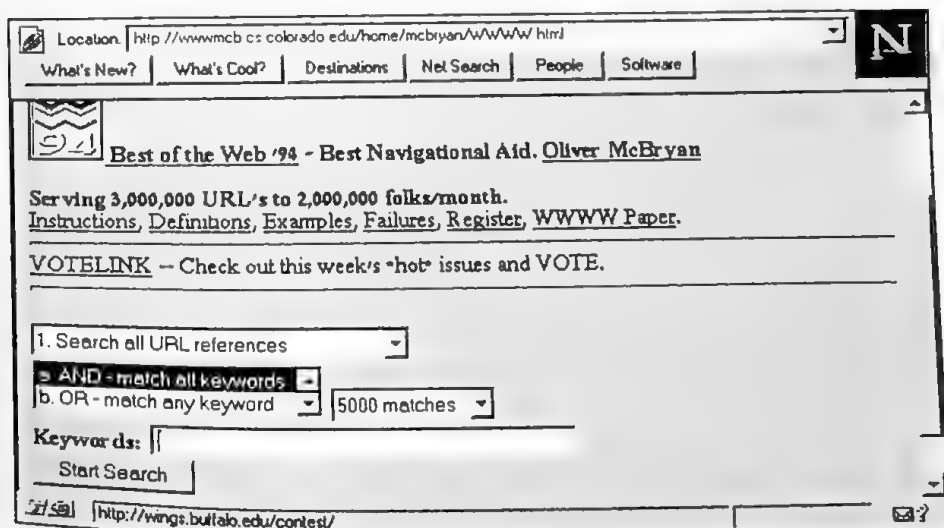 Location: http://wwwmcb cs colorado edu/home/mcbryan/WWWW html
N
What's New? What's Cool? Destinations Net Search People Software
Best of the Web '94 - Best Navigational Aid. Oliver McBryan
Serving 3,000,000 URL's to 2,000,000 folks/month.
Instructions, Definitions, Examples, Failures, Register, WWWW Paper.
VOTELINK -- Check out this week's *hot* issues and VOTE.
1. Search all URL references
a. AND - match all keywords
b. OR - match any keyword 5000 matches
Keywords:
Start Search
http://wings.buffalo.edu/contest/
?